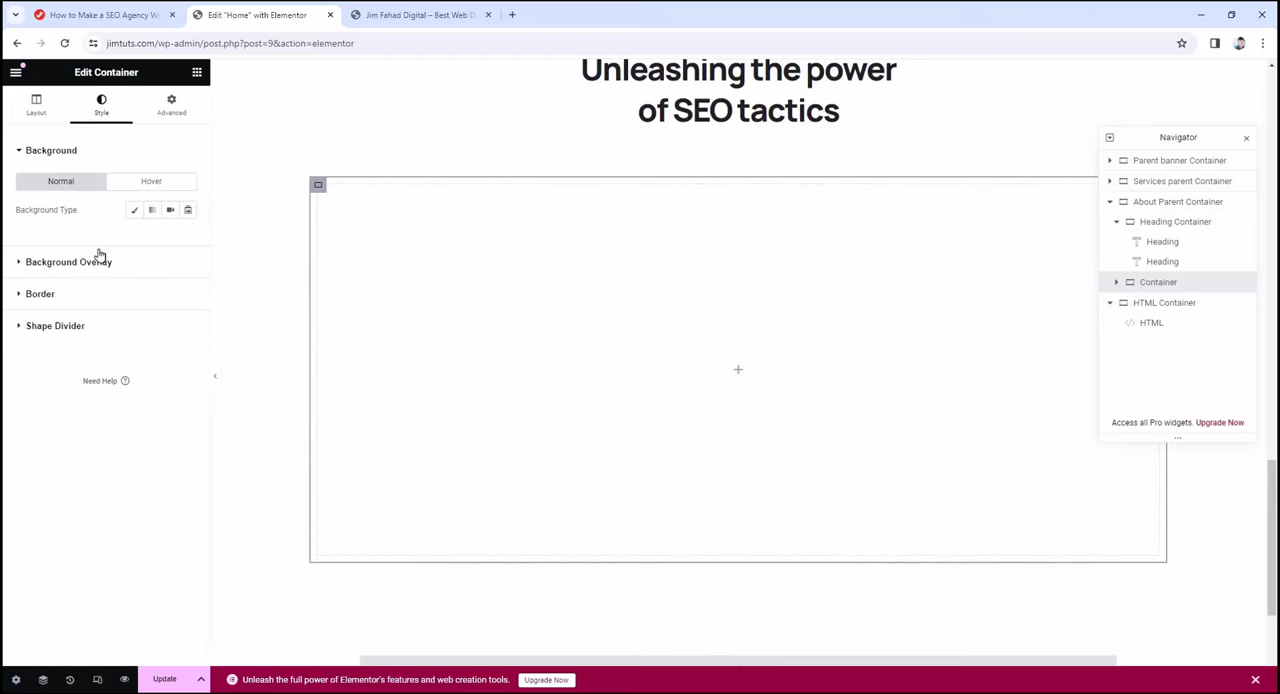 How to Make a SEO Agency We
Edit "Home" with Elementor
Jim Fahad Digital – Best Web D
jimtuts.com/wp-admin/post.php?post=9&action=elementor
Edit Container
Layout
Style
Advanced
Background
Normal
Hover
Background Type
Background Overlay
Border
Shape Divider
Need Help
Unleashing the power
of SEO tactics
Navigator
Parent banner Container
Services parent Container
About Parent Container
Heading Container
Heading
Heading
Container
HTML Container
HTML
Access all Pro widgets. Upgrade Now
Update
Unleash the full power of Elementor's features and web creation tools.
Upgrade Now